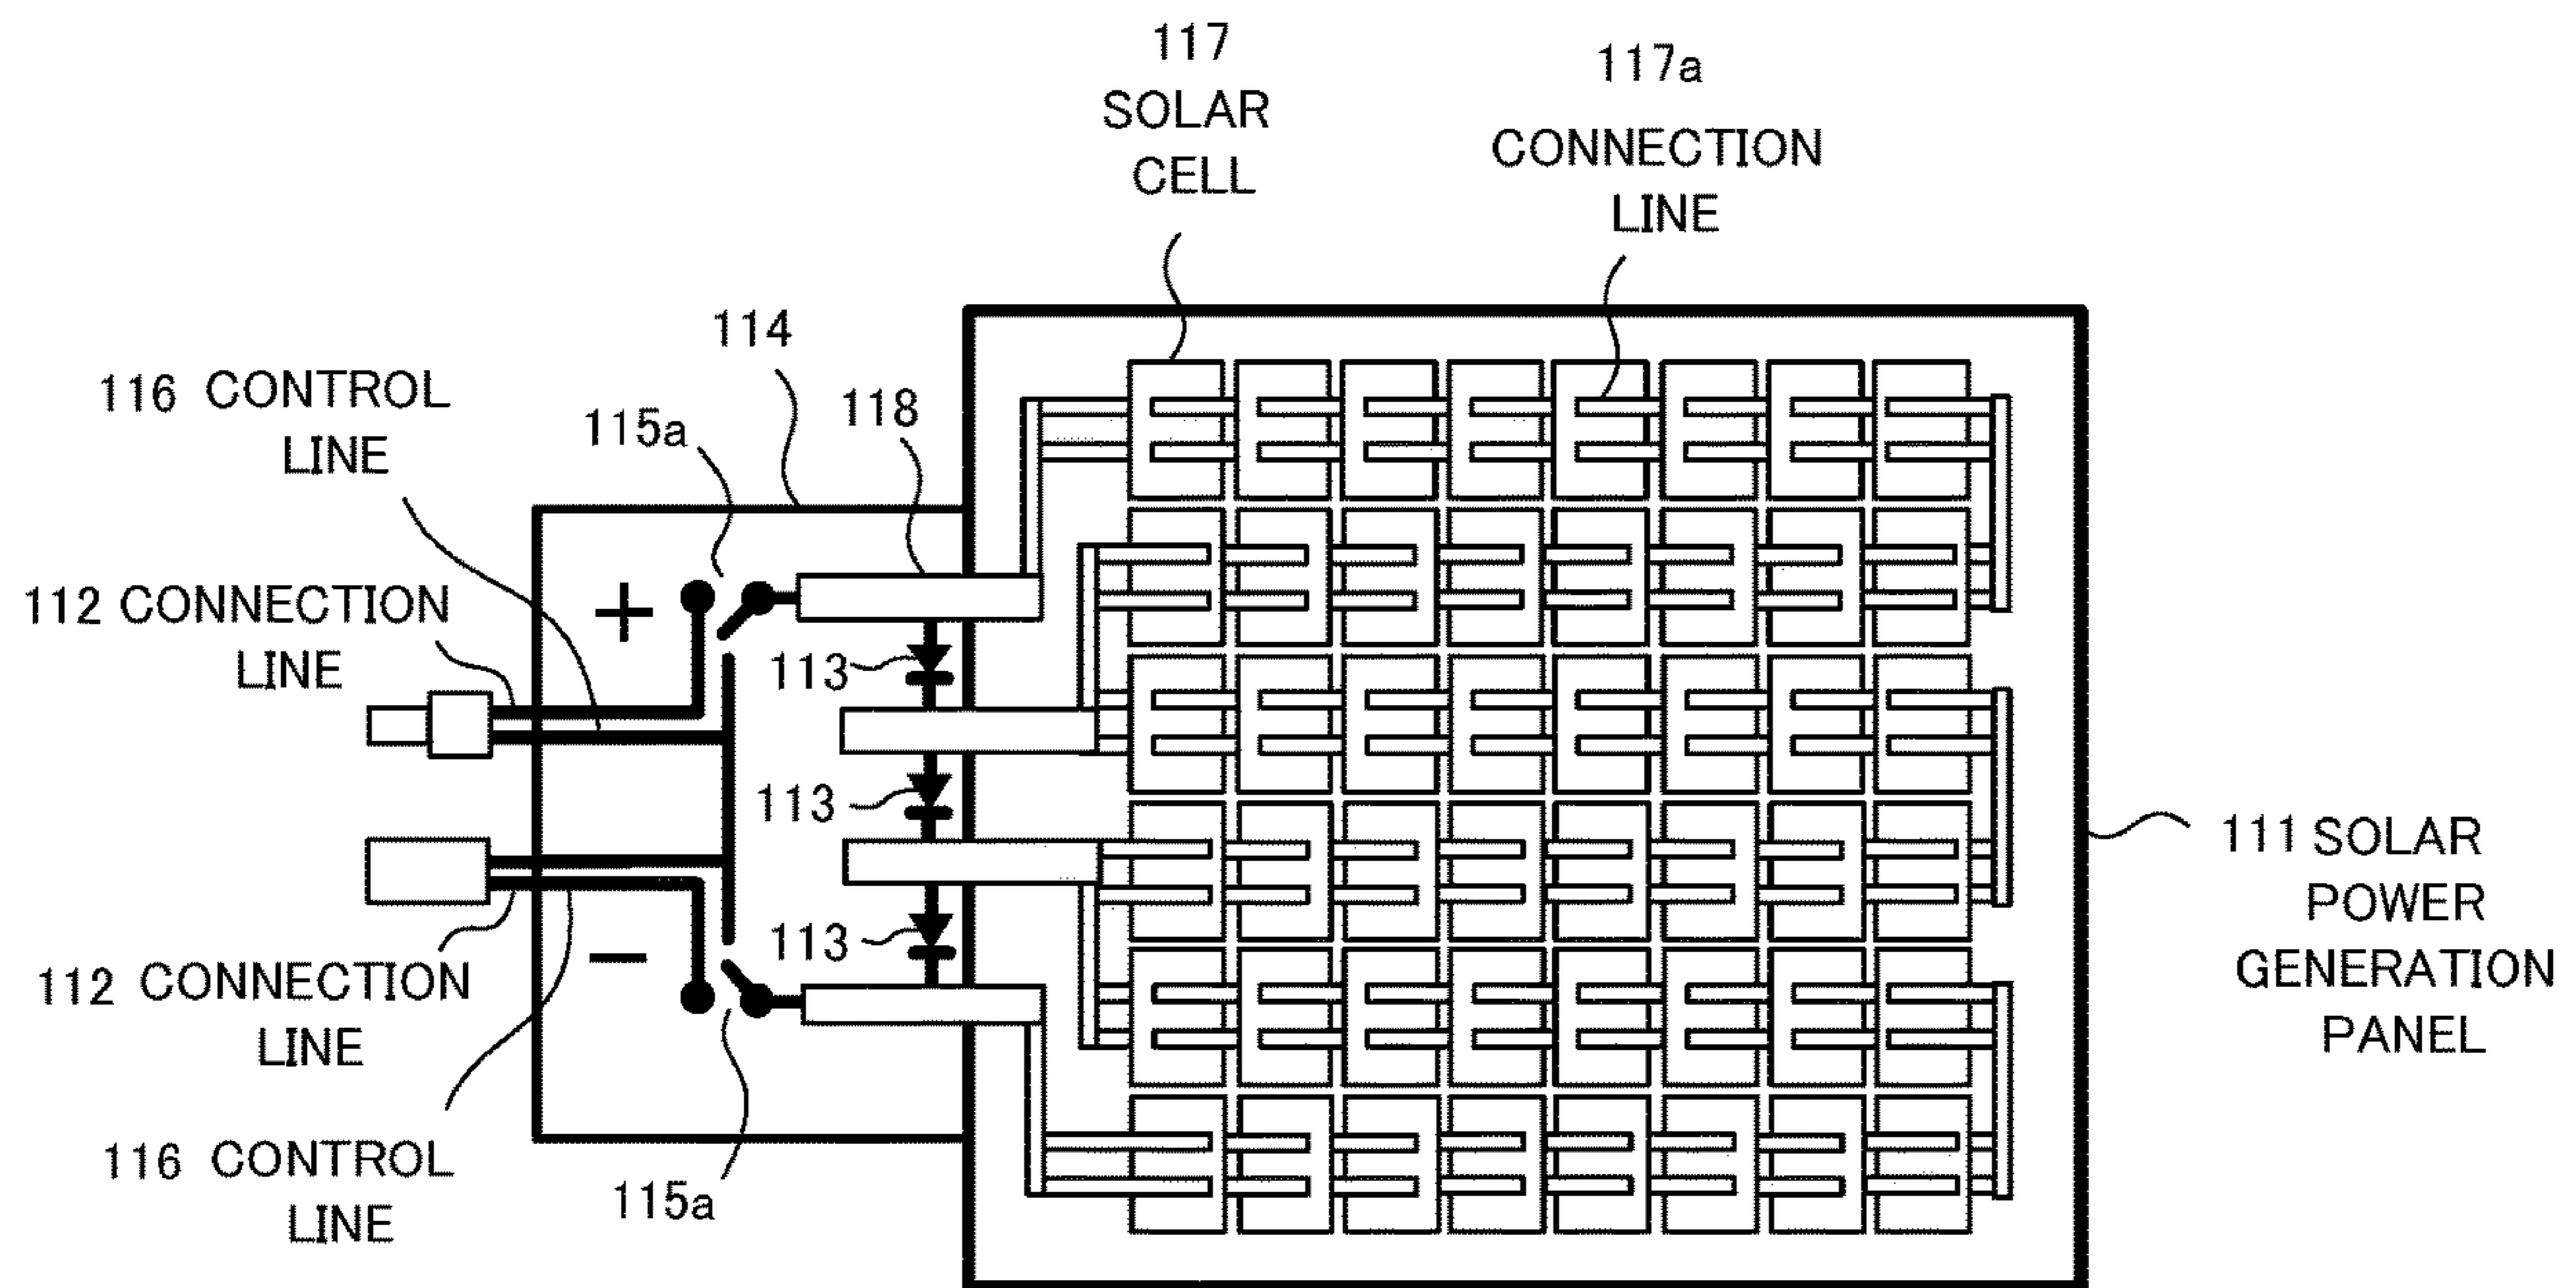 117
SOLAR
CELL
117a
CONNECTION
LINE
114
116 CONTROL
LINE
115a
118
112 CONNECTION
LINE
+
113
113
113
−
112 CONNECTION
LINE
116 CONTROL
LINE
115a
111 SOLAR
POWER
GENERATION
PANEL